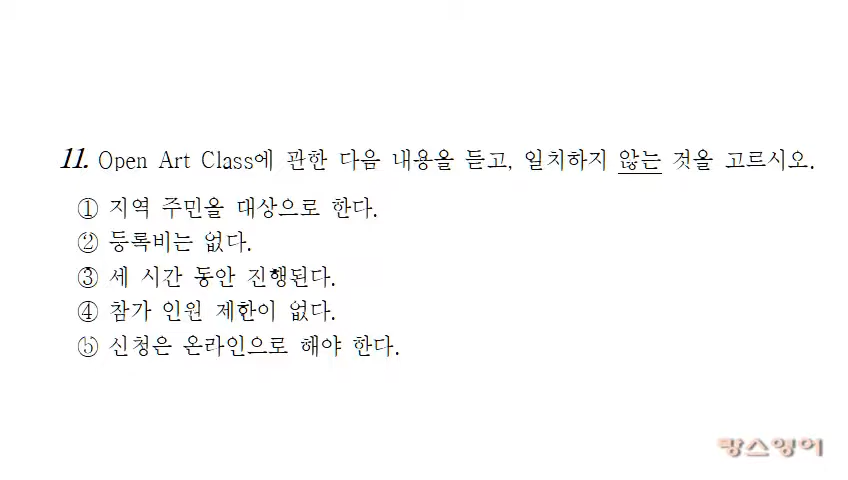 11. Open Art Class에 관한 다음 내용을 듣고, 일치하지 않는 것을 고르시오.
① 지역 주민을 대상으로 한다.
② 등록비는 없다.
③ 세 시간 동안 진행된다.
④ 참가 인원 제한이 없다.
⑤ 신청은 온라인으로 해야 한다.
팡스영어